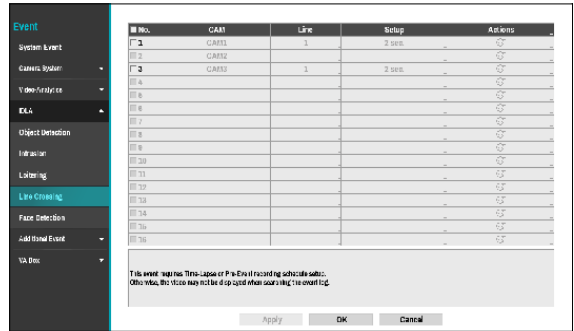 Event
System Event
Camera System
Video Analytics
IDLA
Object Detection
Intrusion
Loitering
Line Crossing
Face Detection
Additional Event
VA Box
No. CAM Line Setup Actions
1 CAM1 1 2 sec.
2 CAM2
3 CAM3 1 2 sec.
4
5
6
7
8
9
10
11
12
13
14
15
16
This event requires Time-Lapse or Pre-Event recording schedule setup.
Otherwise, the video may not be displayed when searching the event log.
Apply OK Cancel